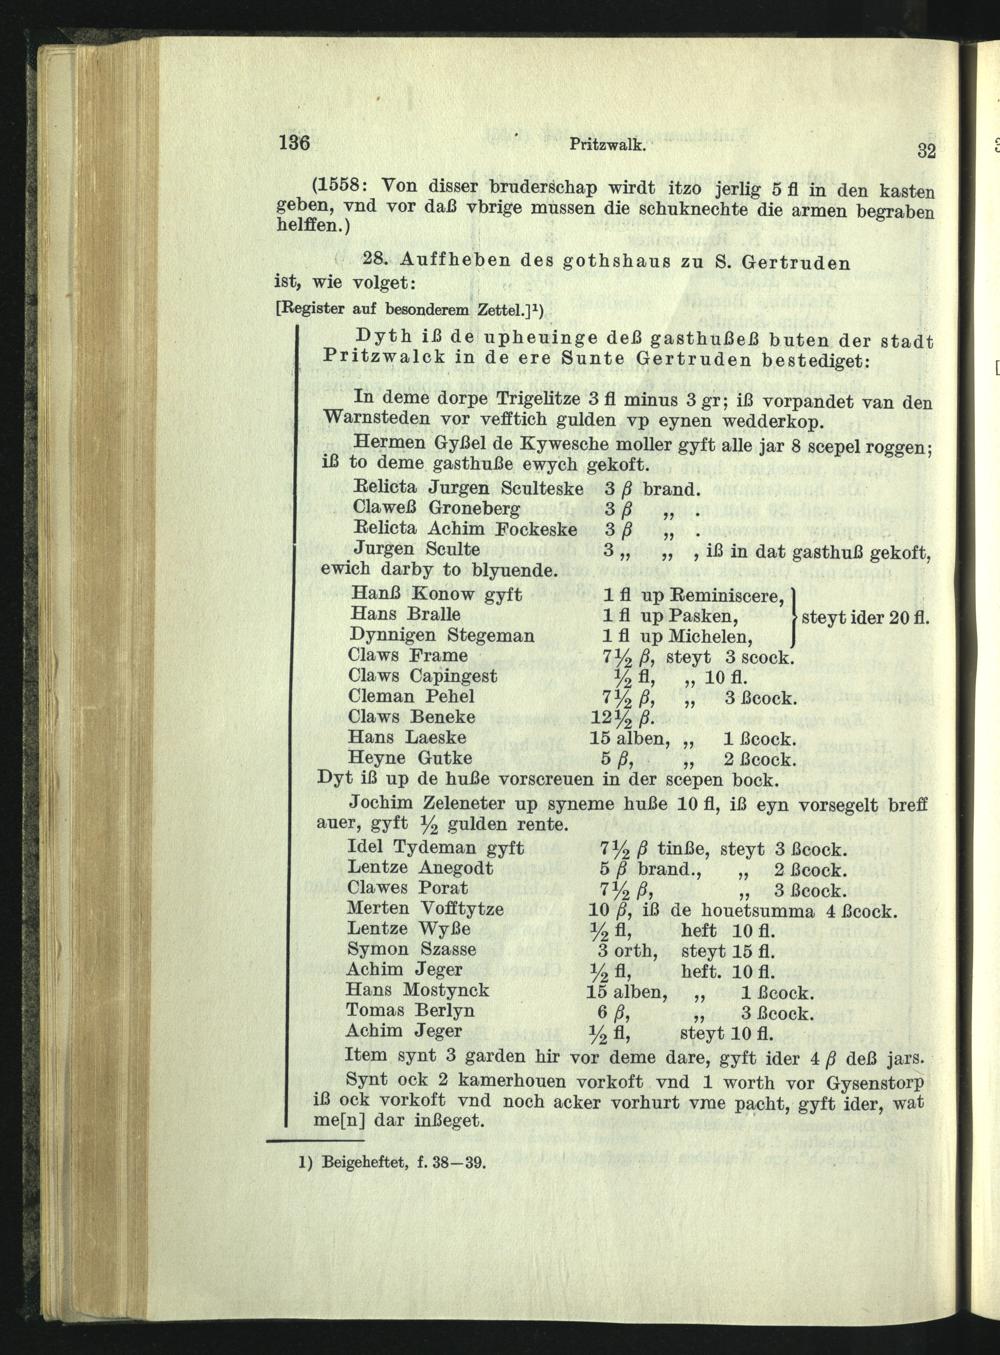 136 Pritzwalk. 32
(1558: Von disser bruderschap wirdt itzo jerlig 5 fl in den kasten
geben, vnd vor daß vbrige mussen die schuknechte die armen begraben
helffen.)
28. Auffheben des gothshaus zu S. Gertruden
ist, wie volget:
[Register auf besonderem Zettel.]¹)
Dyth iß de upheuinge deß gasthußeß buten der stadt
Pritzwalck in de ere Sunte Gertruden bestediget:
In deme dorpe Trigelitze 3 fl minus 3 gr; iß vorpandet van den
Warnsteden vor vefftich gulden vp eynen wedderkop.
Hermen Gyßel de Kywesche moller gyft alle jar 8 scepel roggen;
iß to deme gasthuße ewych gekoft.
Relicta Jurgen Sculteske 3 β brand.
Claweß Groneberg 3 β „ .
Relicta Achim Fockeske 3 β „ .
Jurgen Sculte 3 „ „ , iß in dat gasthuß gekoft,
ewich darby to blyuende.
Hanß Konow gyft 1 fl up Reminiscere,
Hans Bralle 1 fl up Pasken, } steyt ider 20 fl.
Dynnigen Stegeman 1 fl up Michelen,
Claws Frame 7½ β, steyt 3 scock.
Claws Capingest ½ fl, „ 10 fl.
Cleman Pehel 7½ β, „ 3 ßcock.
Claws Beneke 12½ β.
Hans Laeske 15 alben, „ 1 ßcock.
Heyne Gutke 5 β, „ 2 ßcock.
Dyt iß up de huße vorscreuen in der scepen bock.
Jochim Zeleneter up syneme huße 10 fl, iß eyn vorsegelt breff
auer, gyft ½ gulden rente.
Idel Tydeman gyft 7½ β tinße, steyt 3 ßcock.
Lentze Anegodt 5 β brand., „ 2 ßcock.
Clawes Porat 7½ β, „ 3 ßcock.
Merten Vofftytze 10 β, iß de houetsumma 4 ßcock.
Lentze Wyße ½ fl, heft 10 fl.
Symon Szasse 3 orth, steyt 15 fl.
Achim Jeger ½ fl, heft. 10 fl.
Hans Mostynck 15 alben, „ 1 ßcock.
Tomas Berlyn 6 β, „ 3 ßcock.
Achim Jeger ½ fl, steyt 10 fl.
Item synt 3 garden hir vor deme dare, gyft ider 4 β deß jars.
Synt ock 2 kamerhouen vorkoft vnd 1 worth vor Gysenstorp
iß ock vorkoft vnd noch acker vorhurt vme pacht, gyft ider, wat
me[n] dar inßeget.
1) Beigeheftet, f. 38—39.